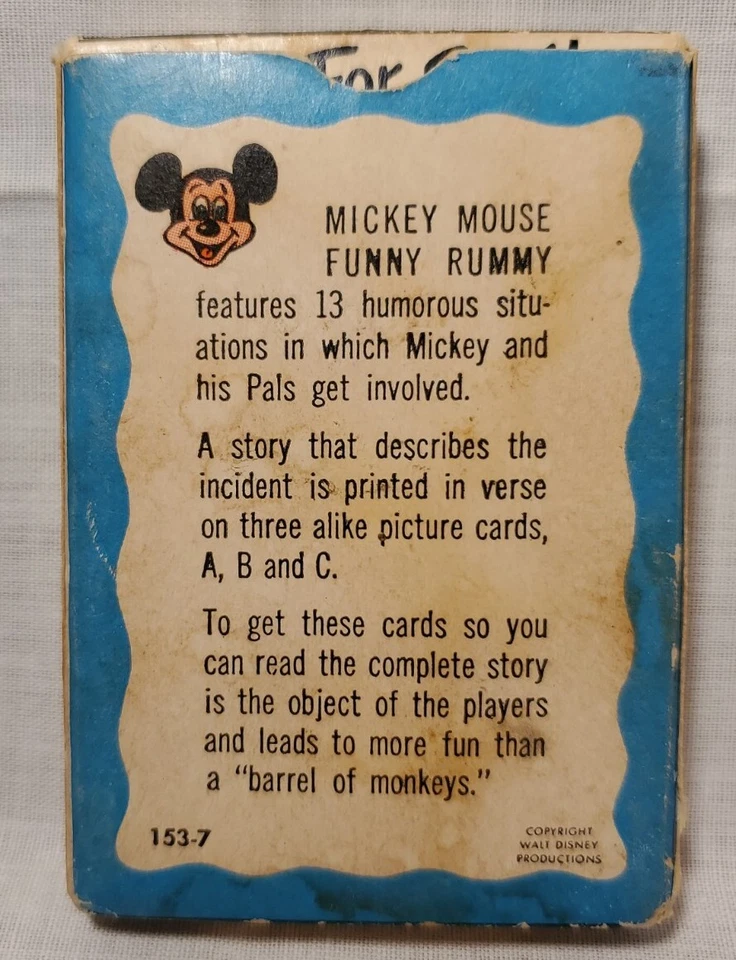 For
MICKEY MOUSE
FUNNY RUMMY
features 13 humorous situ-
ations in which Mickey and
his Pals get involved.
A story that describes the
incident is printed in verse
on three alike picture cards,
A, B and C.
To get these cards so you
can read the complete story
is the object of the players
and leads to more fun than
a "barrel of monkeys."
153-7
COPYRIGHT
WALT DISNEY
PRODUCTIONS